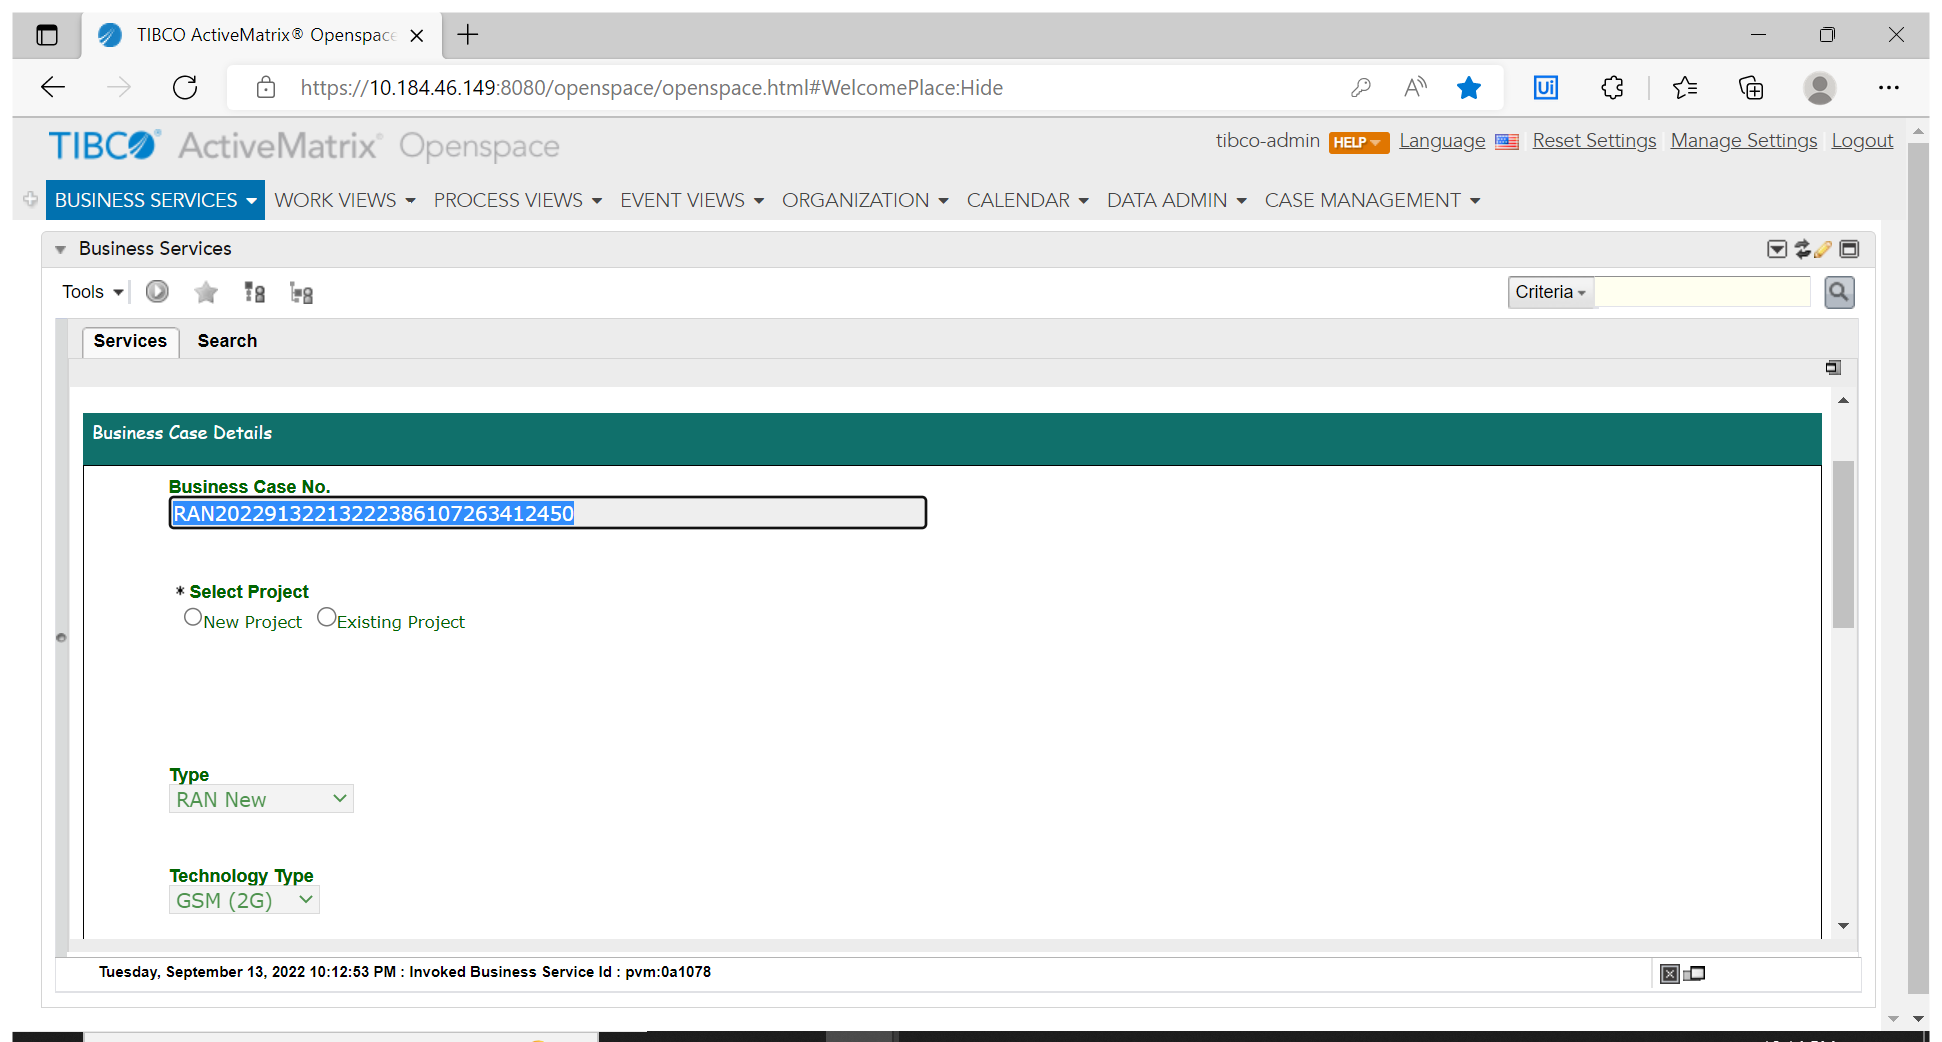 TIBCO ActiveMatrix® Openspace
https://10.184.46.149:8080/openspace/openspace.html#WelcomePlace:Hide
TIBCO® ActiveMatrix® Openspace
tibco-admin HELP Language Reset Settings Manage Settings Logout
BUSINESS SERVICES WORK VIEWS PROCESS VIEWS EVENT VIEWS ORGANIZATION CALENDAR DATA ADMIN CASE MANAGEMENT
Business Services
Tools Criteria
Services Search
Business Case Details
Business Case No.
RAN20229132213222386107263412450
* Select Project
New Project Existing Project
Type
RAN New
Technology Type
GSM (2G)
Tuesday, September 13, 2022 10:12:53 PM : Invoked Business Service Id : pvm:0a1078